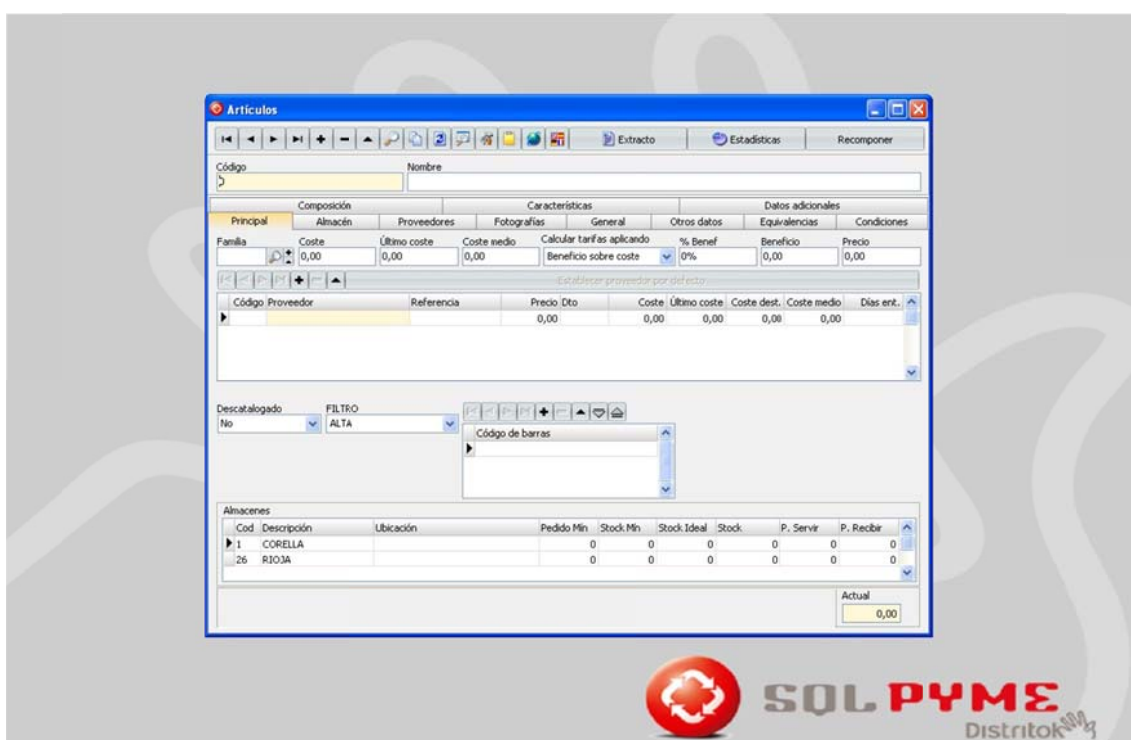 Artículos
Extracto Estadísticas Recomponer
Código Nombre
Composición Características Datos adicionales
Principal Almacén Proveedores Fotografías General Otros datos Equivalencias Condiciones
Familia Coste Último coste Coste medio Calcular tarifas aplicando % Benef Beneficio Precio
0,00 0,00 0,00 Beneficio sobre coste 0% 0,00 0,00
Establecer proveedor por defecto
Código Proveedor Referencia Precio Dto Coste Último coste Coste dest. Coste medio Días ent.
0,00 0,00 0,00 0,00 0,00
Descatalogado FILTRO
No ALTA
Código de barras
Almacenes
Cod Descripción Ubicación Pedido Min Stock Min Stock Ideal Stock P. Servir P. Recibir
1 CORELLA 0 0 0 0 0 0
26 RIOJA 0 0 0 0 0 0
Actual
0,00
SQL PYME
Distritok